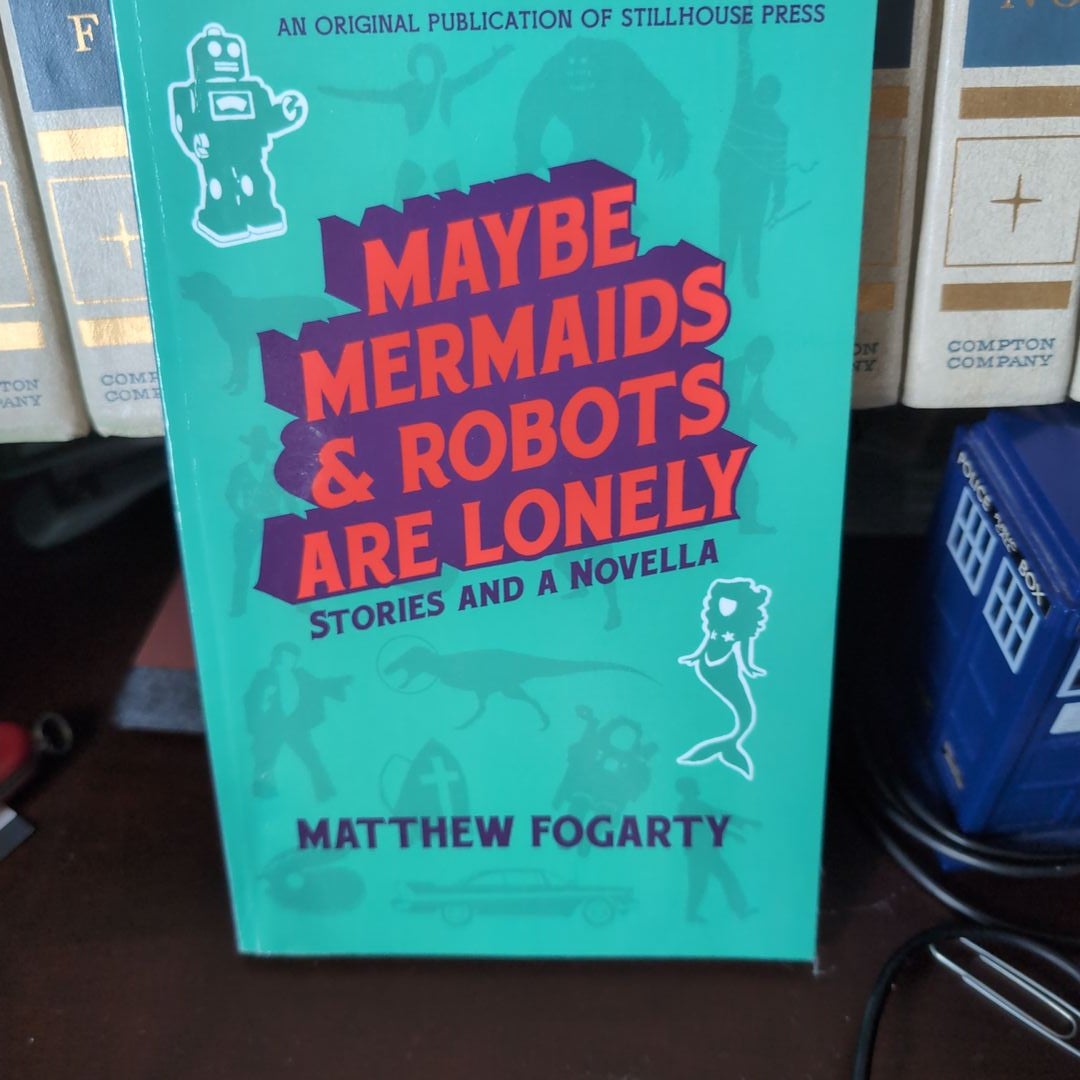 AN ORIGINAL PUBLICATION OF STILLHOUSE PRESS
MAYBE
MERMAIDS
& ROBOTS
ARE LONELY
STORIES AND A NOVELLA
MATTHEW FOGARTY
F
COMPTON
COMPANY
POLICE
BOX